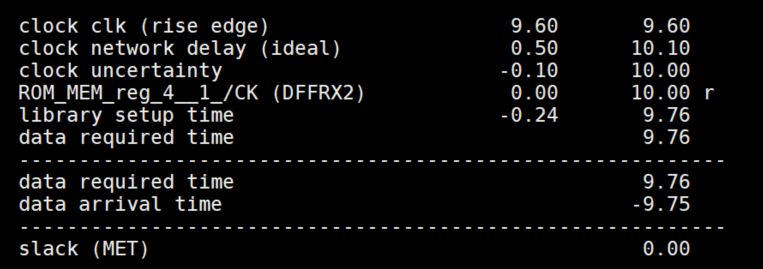 clock clk (rise edge) 9.60 9.60
clock network delay (ideal) 0.50 10.10
clock uncertainty -0.10 10.00
ROM_MEM_reg_4__1_/CK (DFFRX2) 0.00 10.00 r
library setup time -0.24 9.76
data required time 9.76
------------------------------------------------------------
data required time 9.76
data arrival time -9.75
------------------------------------------------------------
slack (MET) 0.00